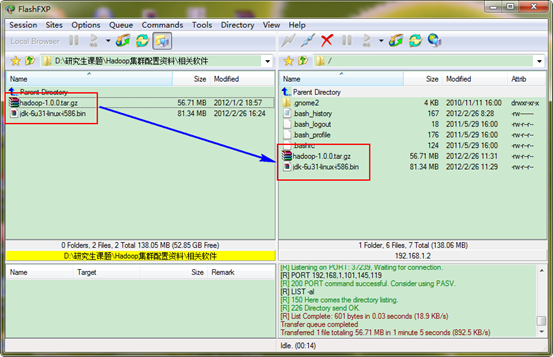 FlashFXP
Session Sites Options Queue Commands Tools Directory View Help
Local Browser
D:\研究生课题\Hadoop集群配置资料\相关软件
/
Name Size Modified
Parent Directory
hadoop-1.0.0.tar.gz 56.71 MB 2012/1/2 18:57
jdk-6u31-linux-i586.bin 81.34 MB 2012/2/26 16:24
0 Folders, 2 Files, 2 Total 138.05 MB (52.85 GB Free)
D:\研究生课题\Hadoop集群配置资料\相关软件
Name Target Size Remark
Name Size Modified Attrib
Parent Directory
.gnome2 4 KB 2010/11/11 16:00 drwxr-xr-x
.bash_history 116 2012/2/26 8:28 -rw-------
.bash_logout 18 2011/5/29 16:00 -rw-r--r--
.bash_profile 176 2011/5/29 16:00 -rw-r--r--
.bashrc 124 2011/5/29 16:00 -rw-r--r--
hadoop-1.0.0.tar.gz 56.71 MB 2012/2/26 11:31 -rw-r--r--
jdk-6u31-linux-i586.bin 81.34 MB 2012/2/26 11:29 -rw-r--r--
1 Folder, 6 Files, 7 Total (138.06 MB)
192.168.1.2
[R] Listening on PORT: 37239, Waiting for connection.
[R] PORT 192,168,1,101,145,119
[R] 200 PORT command successful. Consider using PASV.
[R] LIST -al
[R] 150 Here comes the directory listing.
[R] 226 Directory send OK.
[R] List Complete: 601 bytes in 0.03 seconds (18.9 KB/s)
Transfer queue completed
Transferred 1 file totaling 56.71 MB in 1 minute 5 seconds (892.5 KB/s)
Idle. (00:14)